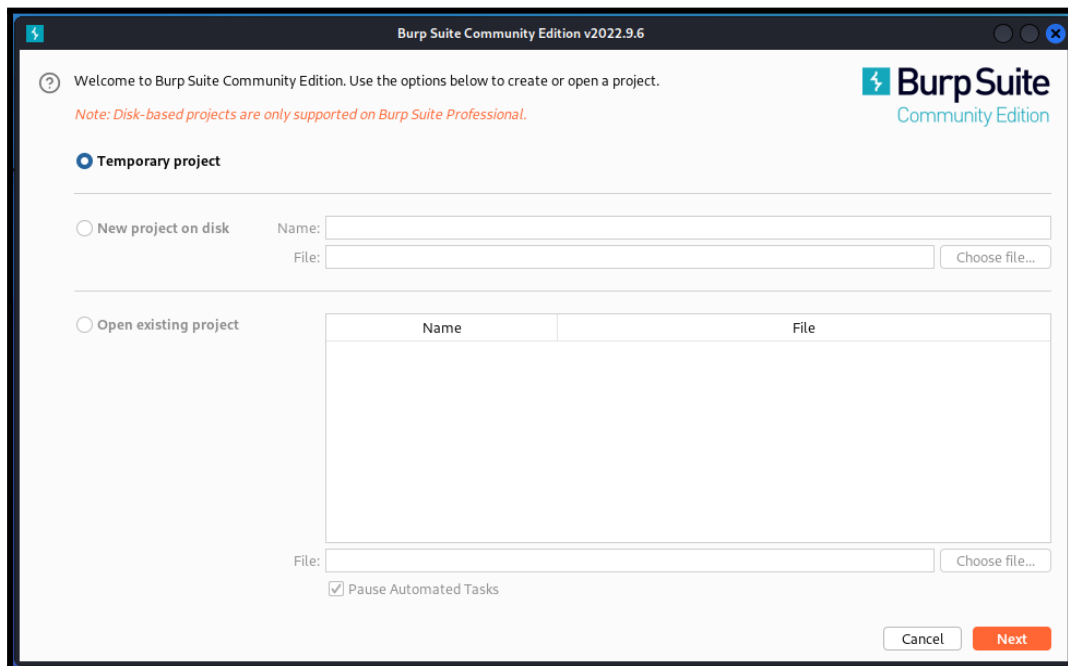 Burp Suite Community Edition v2022.9.6
Welcome to Burp Suite Community Edition. Use the options below to create or open a project.
Note: Disk-based projects are only supported on Burp Suite Professional.
Burp Suite
Community Edition
Temporary project
New project on disk Name:
File: Choose file...
Open existing project Name File
File: Choose file...
Pause Automated Tasks
Cancel Next